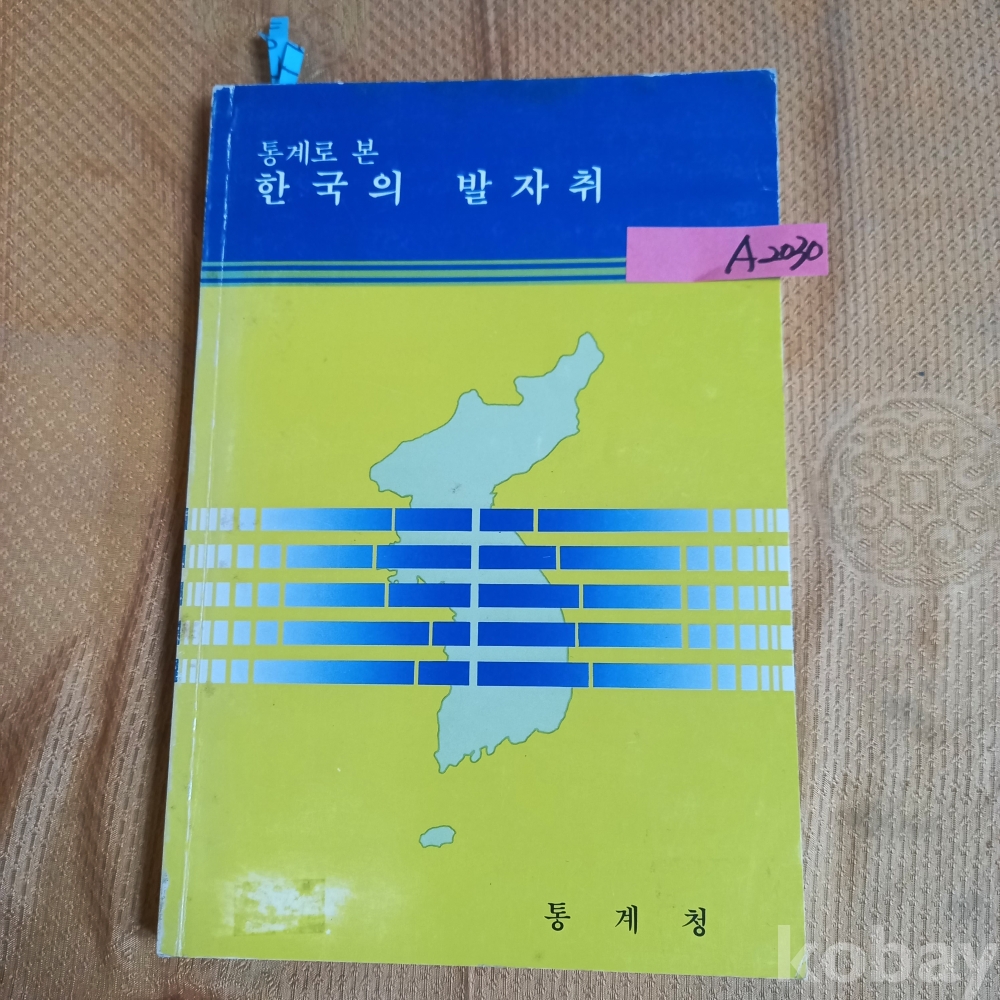 통계로 본
한국의 발자취
A2030
통계청
kobay